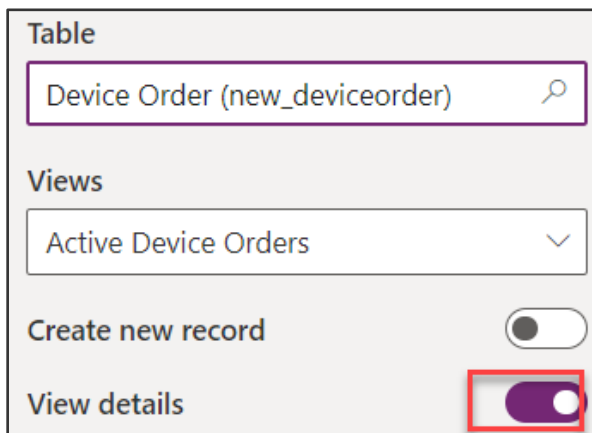 Table
Device Order (new_deviceorder)
Views
Active Device Orders
Create new record
View details